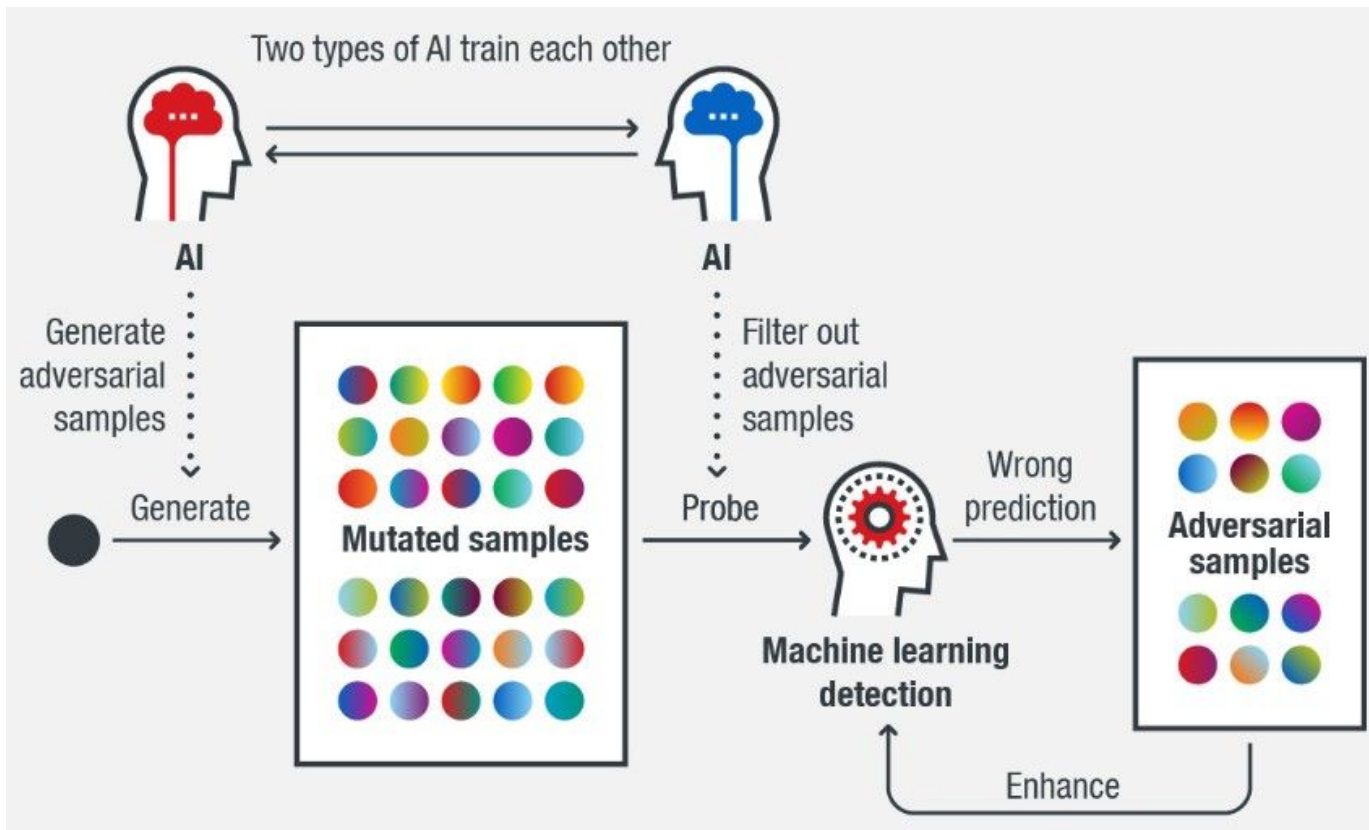 Two types of AI train each other
AI
AI
Generate
adversarial
samples
Filter out
adversarial
samples
Generate
Mutated samples
Probe
Wrong
prediction
Adversarial
samples
Machine learning
detection
Enhance